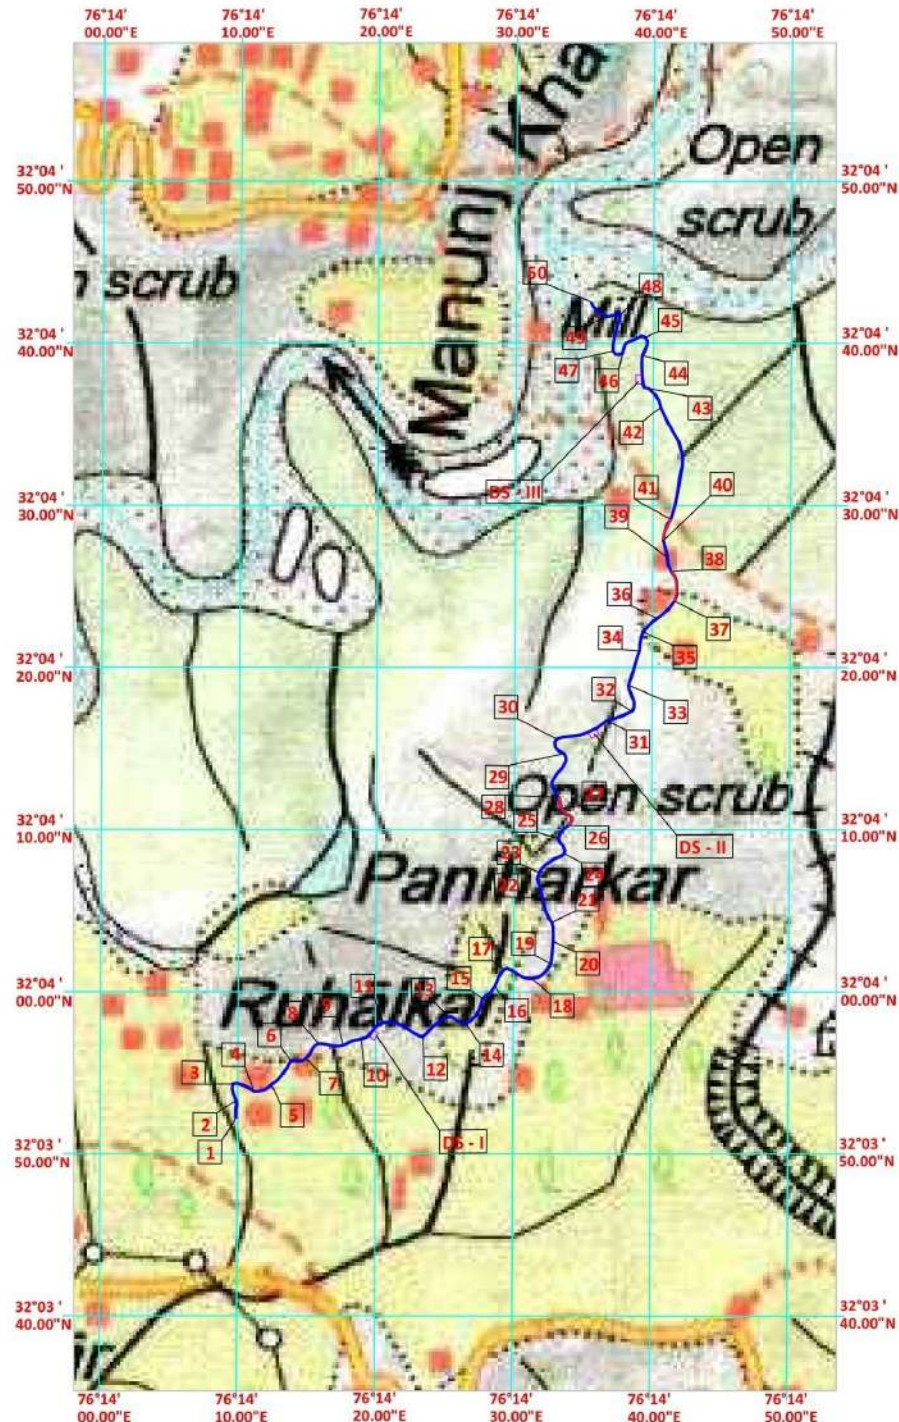 76°14' 00.00"E
76°14' 10.00"E
76°14' 20.00"E
76°14' 30.00"E
76°14' 40.00"E
76°14' 50.00"E
Manunj Kha
Open
scrub
32°04 ' 50.00"N
32°04 ' 50.00"N
n scrub
50
48
Mill
45
32°04 ' 40.00"N
32°04 ' 40.00"N
49
47
46
44
43
42
DS - III
41
40
32°04 ' 30.00"N
32°04 ' 30.00"N
39
38
36
37
34
35
32°04 ' 20.00"N
32°04 ' 20.00"N
32
33
30
31
29
28
27
Open scrub
25
26
32°04 ' 10.00"N
32°04 ' 10.00"N
DS - II
23
24
22
Panihalkar
21
19
17
20
15
18
32°04 ' 00.00"N
32°04 ' 00.00"N
11
13
16
Ruhalkar
8
9
6
14
4
3
7
10
12
2
5
1
DS - I
32°03 ' 50.00"N
32°03 ' 50.00"N
32°03 ' 40.00"N
32°03 ' 40.00"N
76°14' 00.00"E
76°14' 10.00"E
76°14' 20.00"E
76°14' 30.00"E
76°14' 40.00"E
76°14' 50.00"E